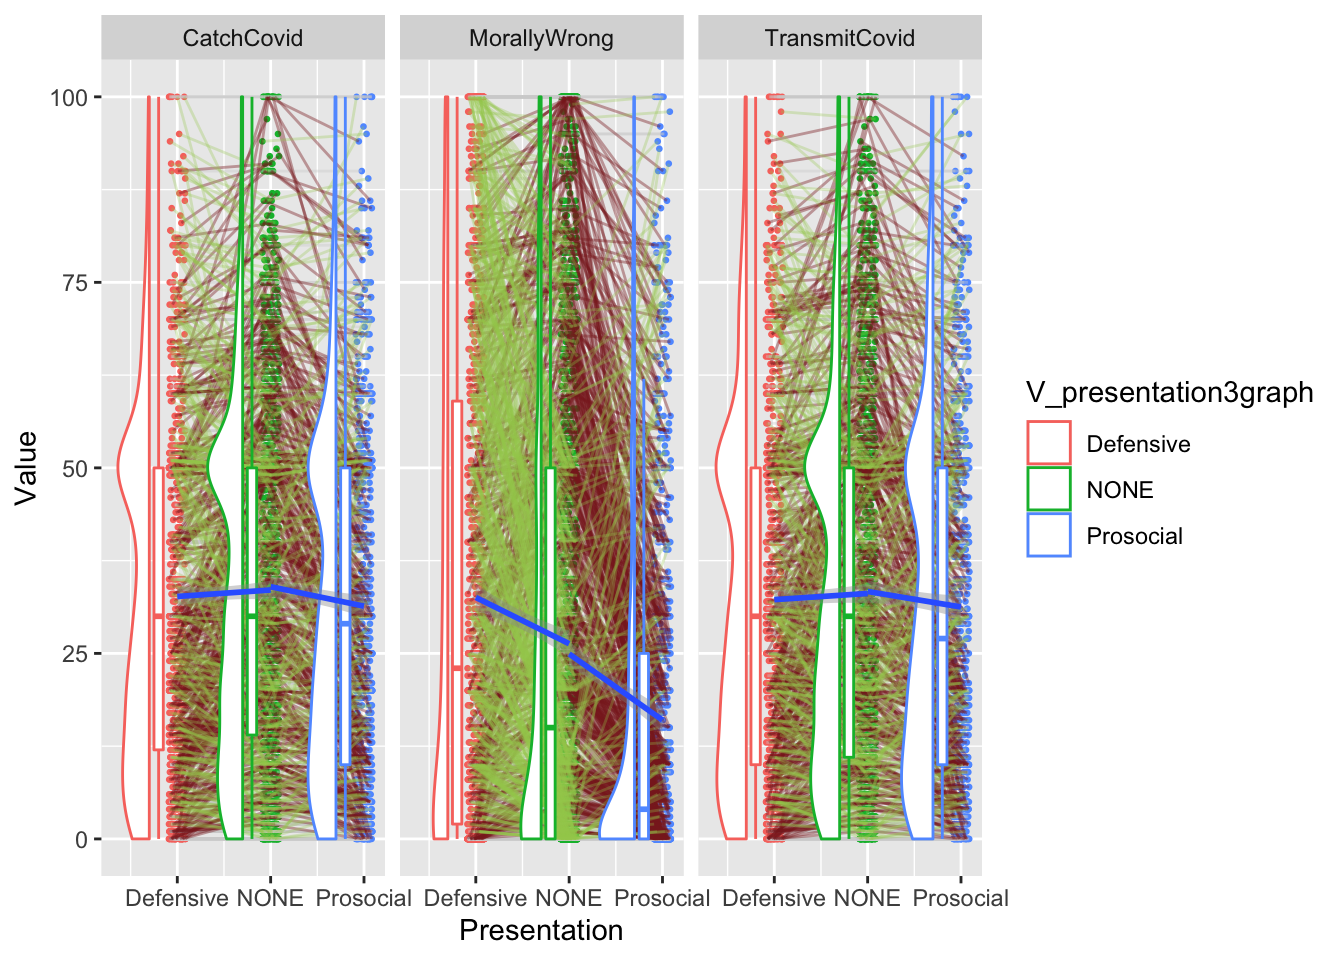 CatchCovid MorallyWrong TransmitCovid
100
75
50
25
0
Value
Defensive NONE Prosocial Defensive NONE Prosocial Defensive NONE Prosocial
Presentation
V_presentation3graph
Defensive
NONE
Prosocial